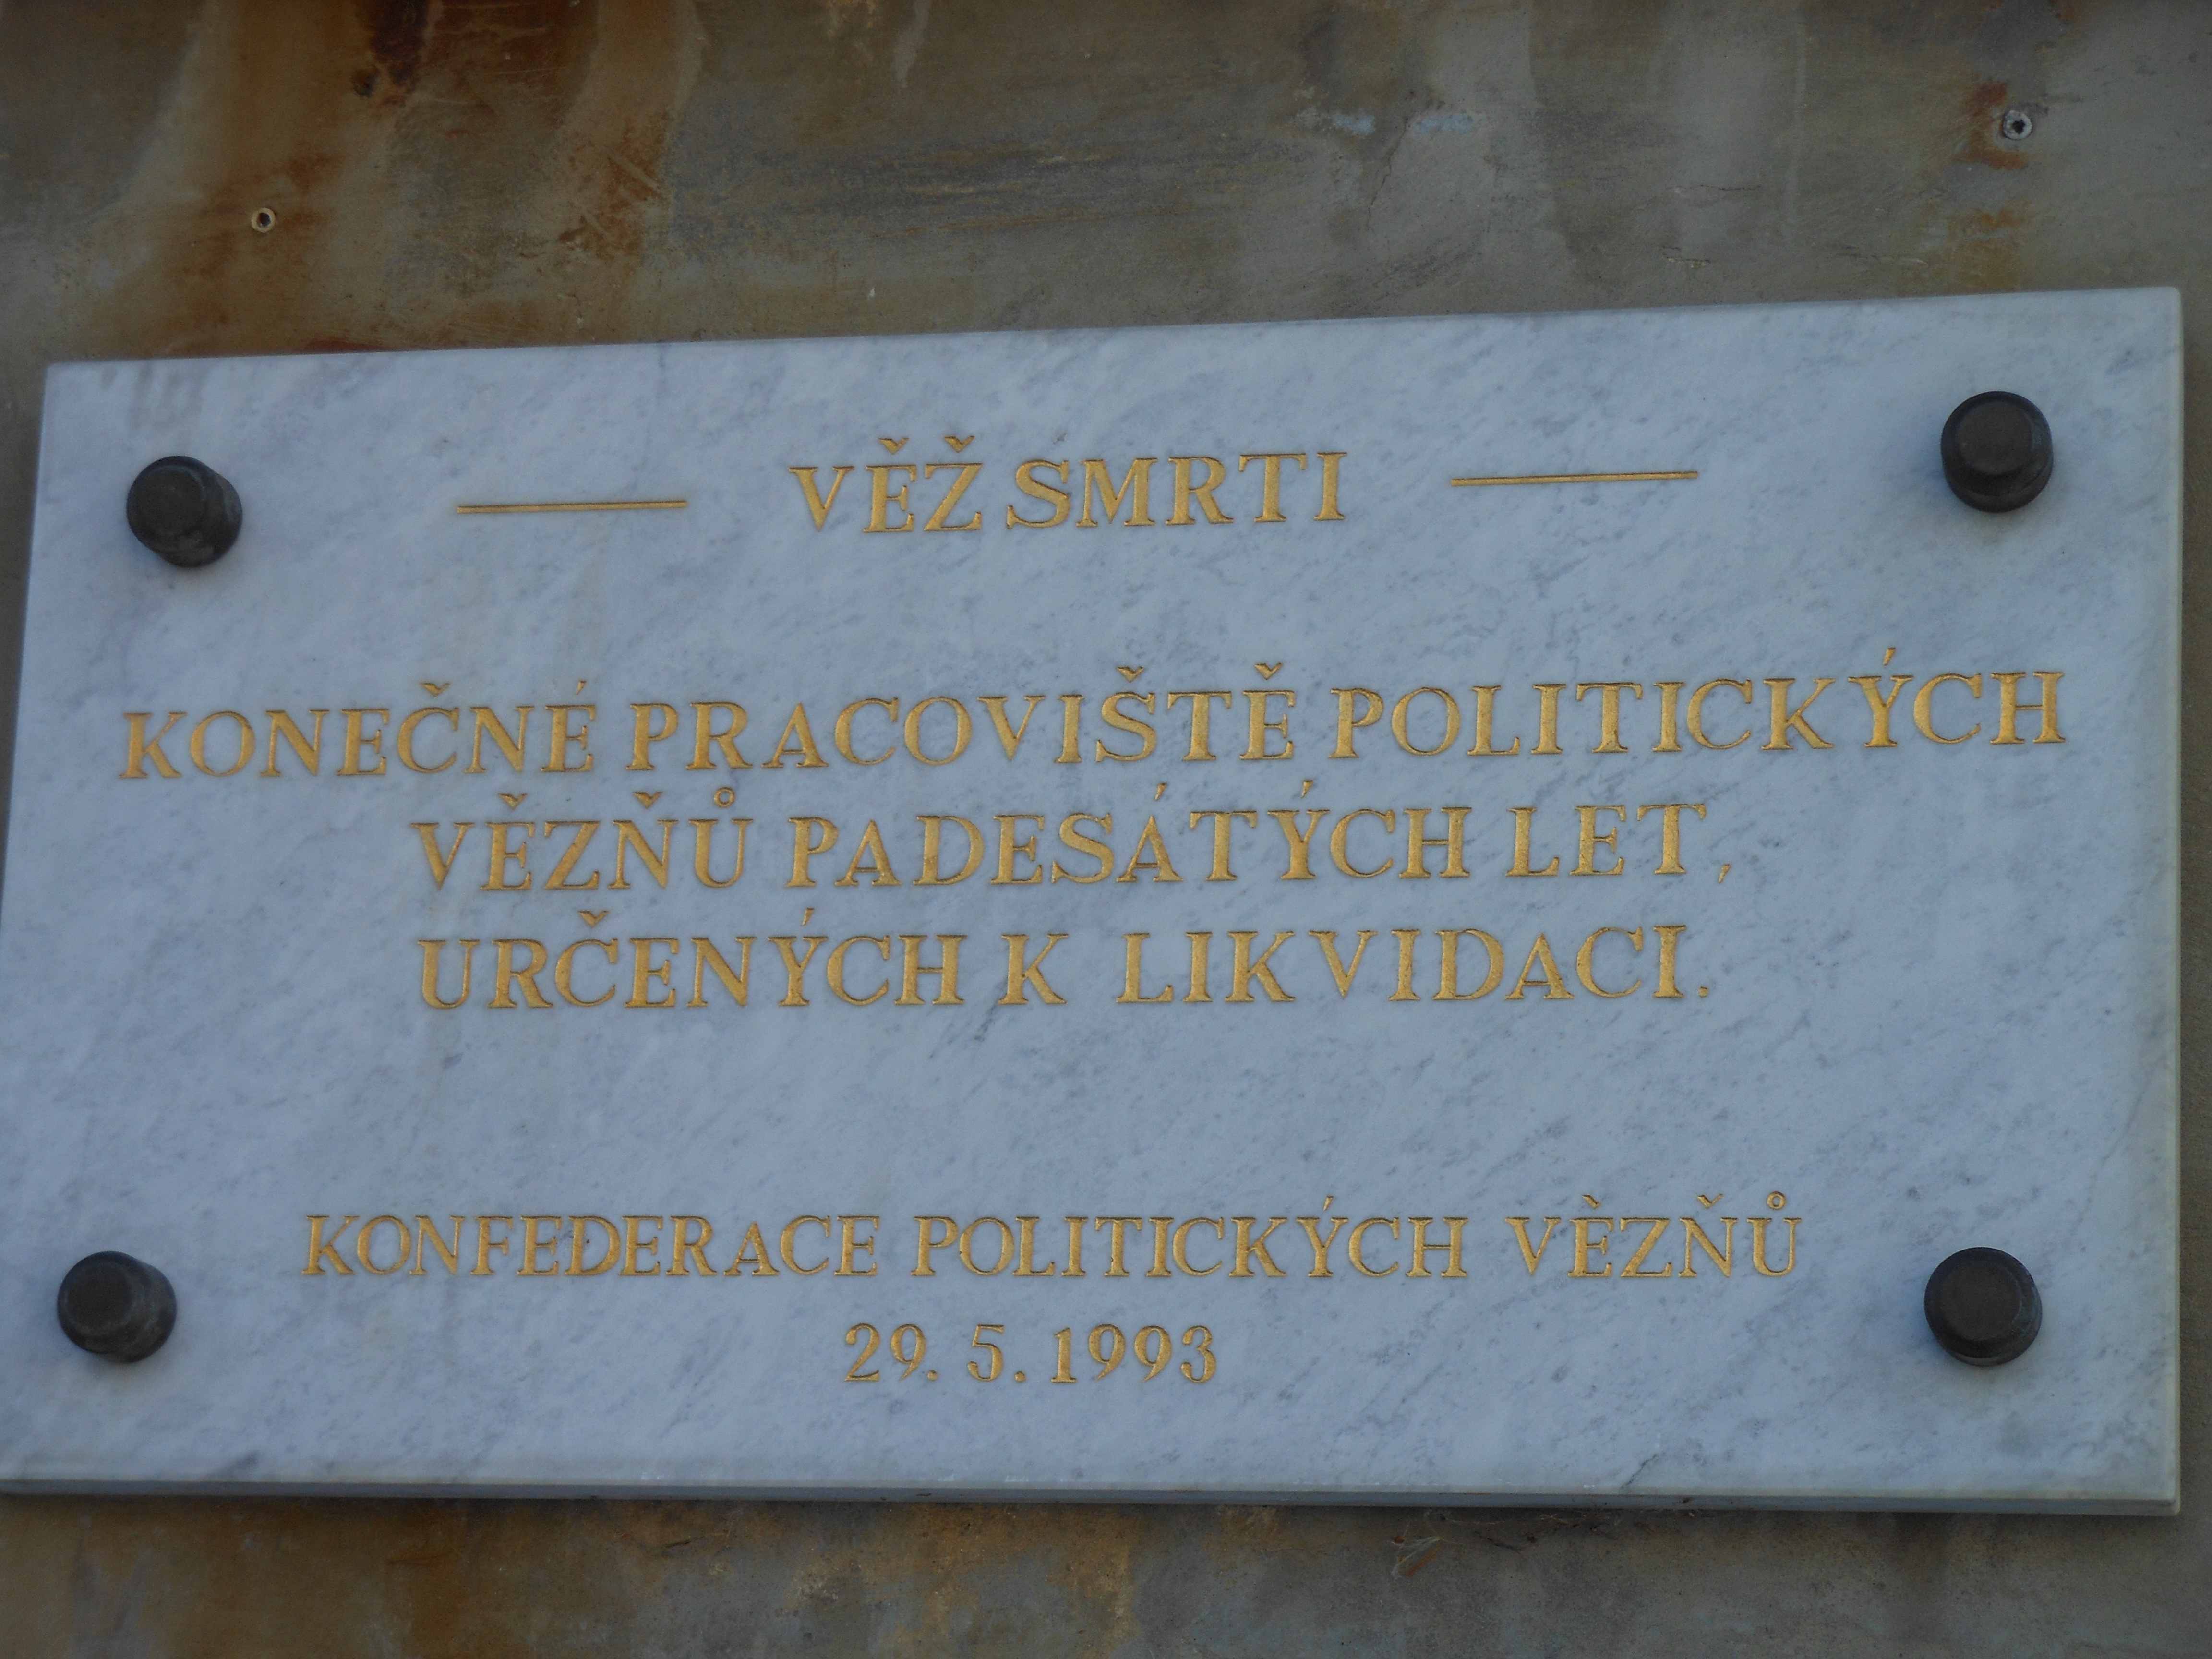 VĚŽ SMRTI
KONEČNÉ PRACOVIŠTĚ POLITICKÝCH
VĚZŇŮ PADESÁTÝCH LET,
URČENÝCH K LIKVIDACI.
KONFEDERACE POLITICKÝCH VĚZŇŮ
29. 5. 1993